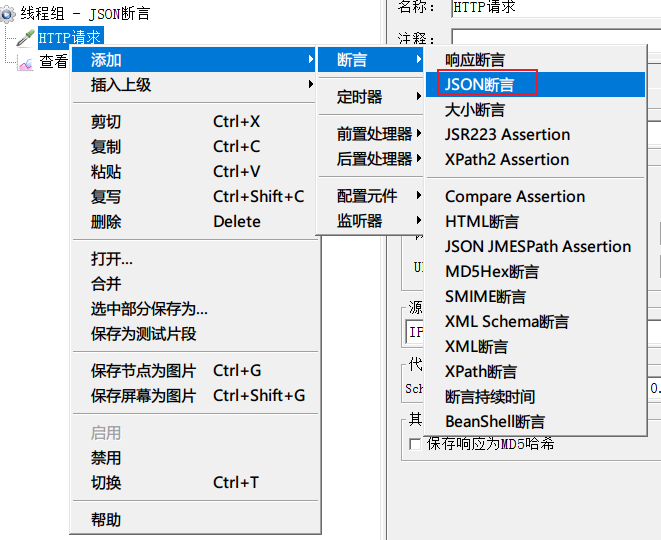 线程组 - JSON断言
HTTP请求
查看
名称: HTTP请求
注释:
添加
插入上级
剪切 Ctrl+X
复制 Ctrl+C
粘贴 Ctrl+V
复写 Ctrl+Shift+C
删除 Delete
打开...
合并
选中部分保存为...
保存为测试片段
保存节点为图片 Ctrl+G
保存屏幕为图片 Ctrl+Shift+G
启用
禁用
切换 Ctrl+T
帮助
断言
定时器
前置处理器
后置处理器
配置元件
监听器
响应断言
JSON断言
大小断言
JSR223 Assertion
XPath2 Assertion
Compare Assertion
HTML断言
JSON JMESPath Assertion
MD5Hex断言
SMIME断言
XML Schema断言
XML断言
XPath断言
断言持续时间
BeanShell断言
源
IP
代
Sch
0.
其
保存响应为MD5哈希